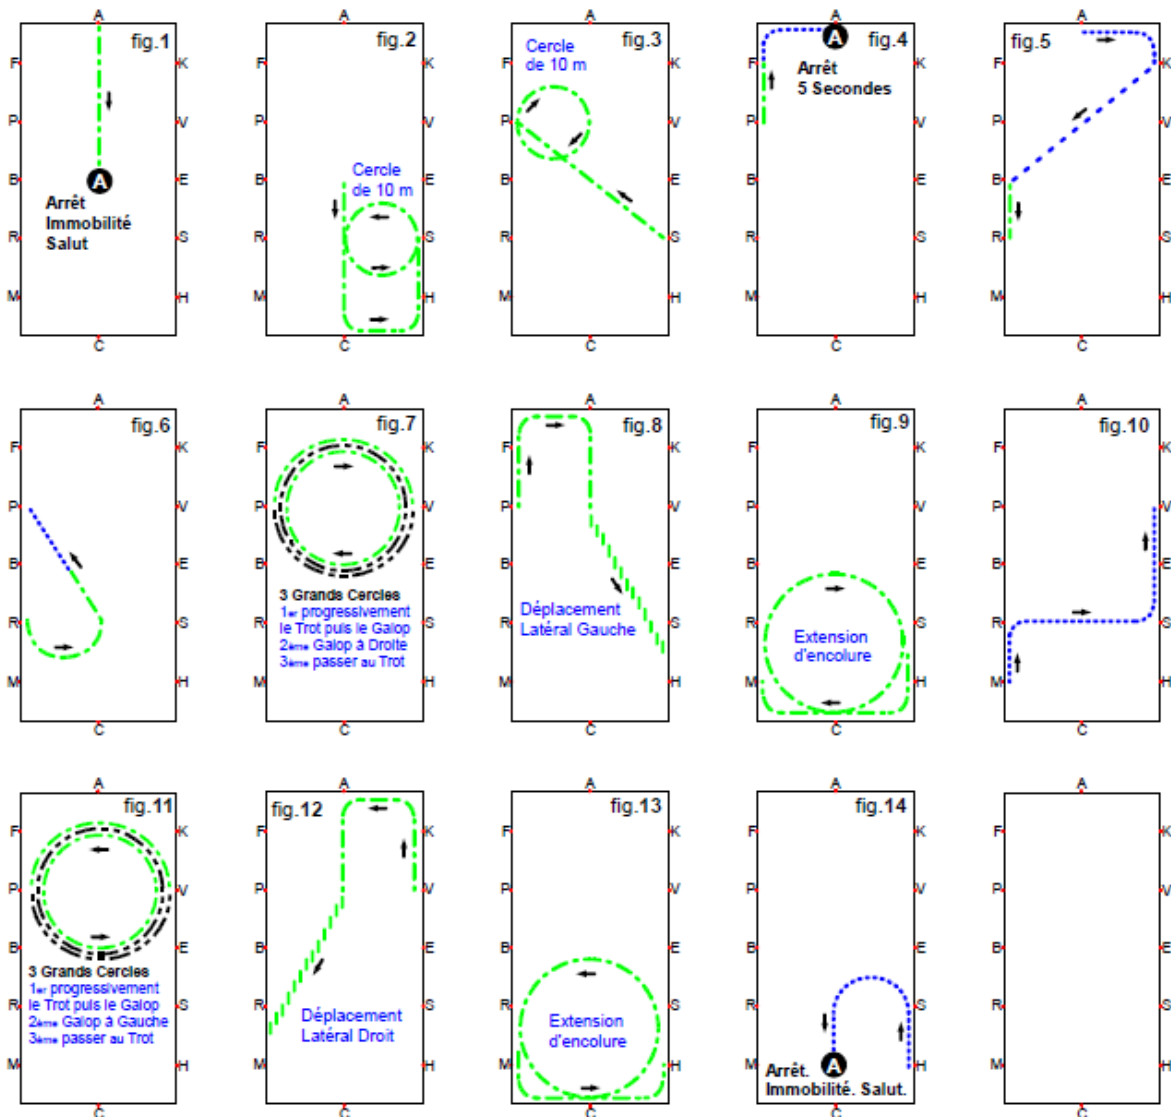 A
fig.1
F K
P V
B A E
Arrêt
Immobilité
R Salut S
M H
C
A
fig.2
F K
P V
Cercle
B de 10 m E
R S
M H
C
A
fig.3
Cercle
de 10 m
F K
P V
B E
R S
M H
C
A
A fig.4
F Arrêt K
5 Secondes
P V
B E
R S
M H
C
A
fig.5
F K
P V
B E
R S
M H
C
A
fig.6
F K
P V
B E
R S
M H
C
A
fig.7
F K
P V
B E
3 Grands Cercles
1er progressivement
R le Trot puis le Galop S
2ème Galop à Droite
3ème passer au Trot
M H
C
A
fig.8
F K
P V
B E
Déplacement
R Latéral Gauche S
M H
C
A
fig.9
F K
P V
B E
R S
Extension
d'encolure
M H
C
A
fig.10
F K
P V
B E
R S
M H
C
A
fig.11
F K
P V
B E
3 Grands Cercles
1er progressivement
R le Trot puis le Galop S
2ème Galop à Gauche
3ème passer au Trot
M H
C
A
fig.12
F K
P V
B E
R S
Déplacement
Latéral Droit
M H
C
A
fig.13
F K
P V
B E
R S
Extension
d'encolure
M H
C
A
fig.14
F K
P V
B E
R S
M A H
Arrêt.
Immobilité. Salut.
C
A
F K
P V
B E
R S
M H
C